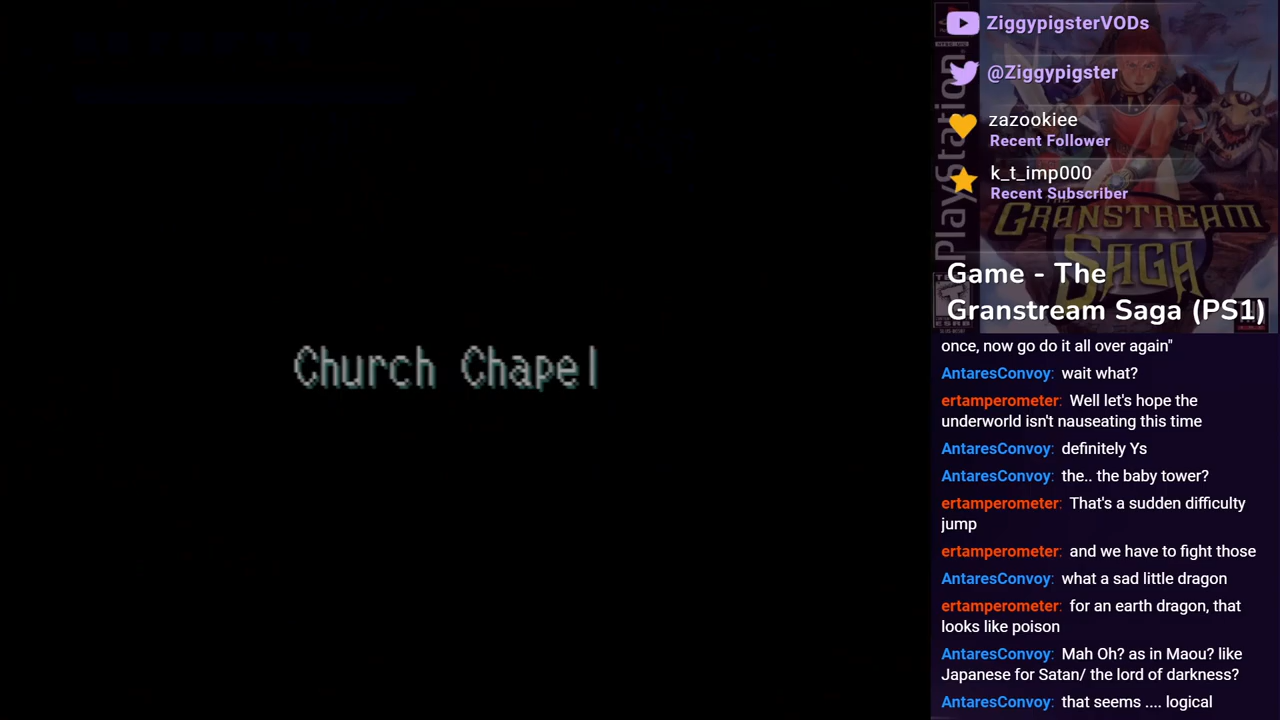 Church Chapel
ZiggypigsterVODs
@Ziggypigster
zazookiee
Recent Follower
k_t_imp000
Recent Subscriber
PlayStation
GRANSTREAM
SAGA
Game - The
Granstream Saga (PS1)
once, now go do it all over again"
AntaresConvoy: wait what?
ertamperometer: Well let's hope the
underworld isn't nauseating this time
AntaresConvoy: definitely Ys
AntaresConvoy: the.. the baby tower?
ertamperometer: That's a sudden difficulty
jump
ertamperometer: and we have to fight those
AntaresConvoy: what a sad little dragon
ertamperometer: for an earth dragon, that
looks like poison
AntaresConvoy: Mah Oh? as in Maou? like
Japanese for Satan/ the lord of darkness?
AntaresConvoy: that seems .... logical